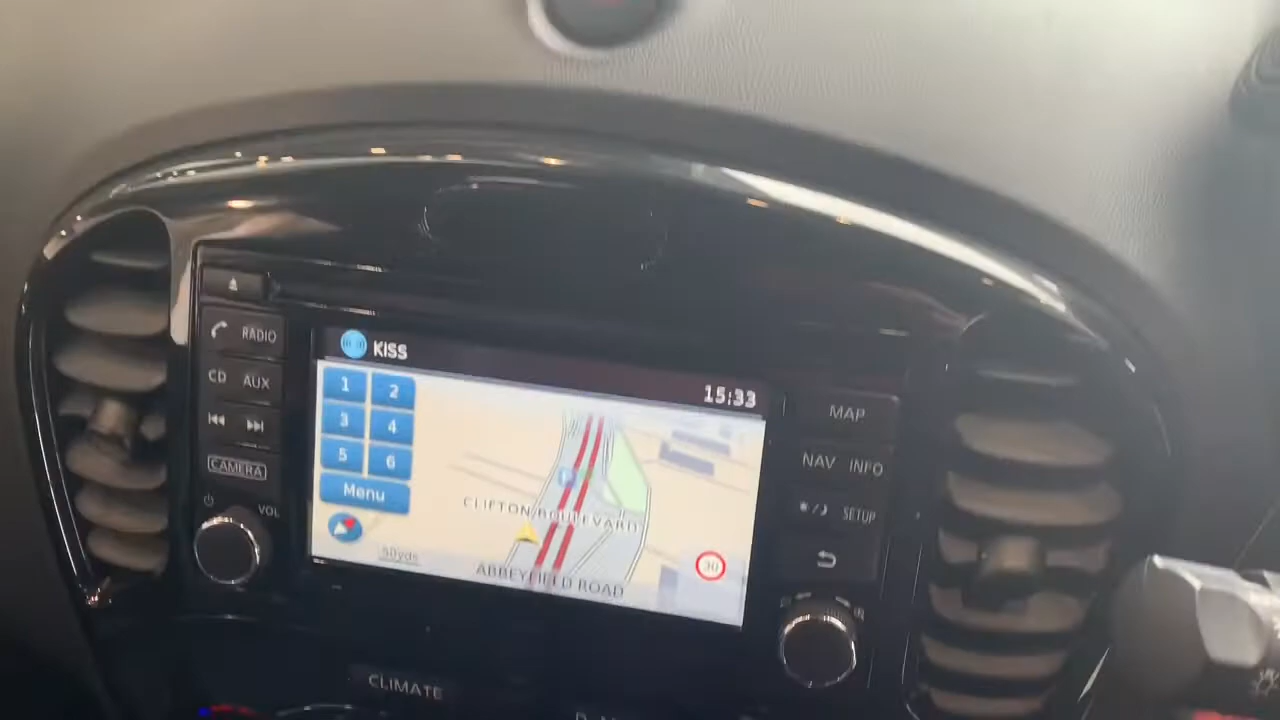 KISS
15:33
RADIO
CD AUX
CAMERA
VOL
1 2
3 4
5 6
Menu
50yds
CLIFTON BOULEVARD
ABBEYFIELD ROAD
30
MAP
NAV INFO
SETUP
CLIMATE